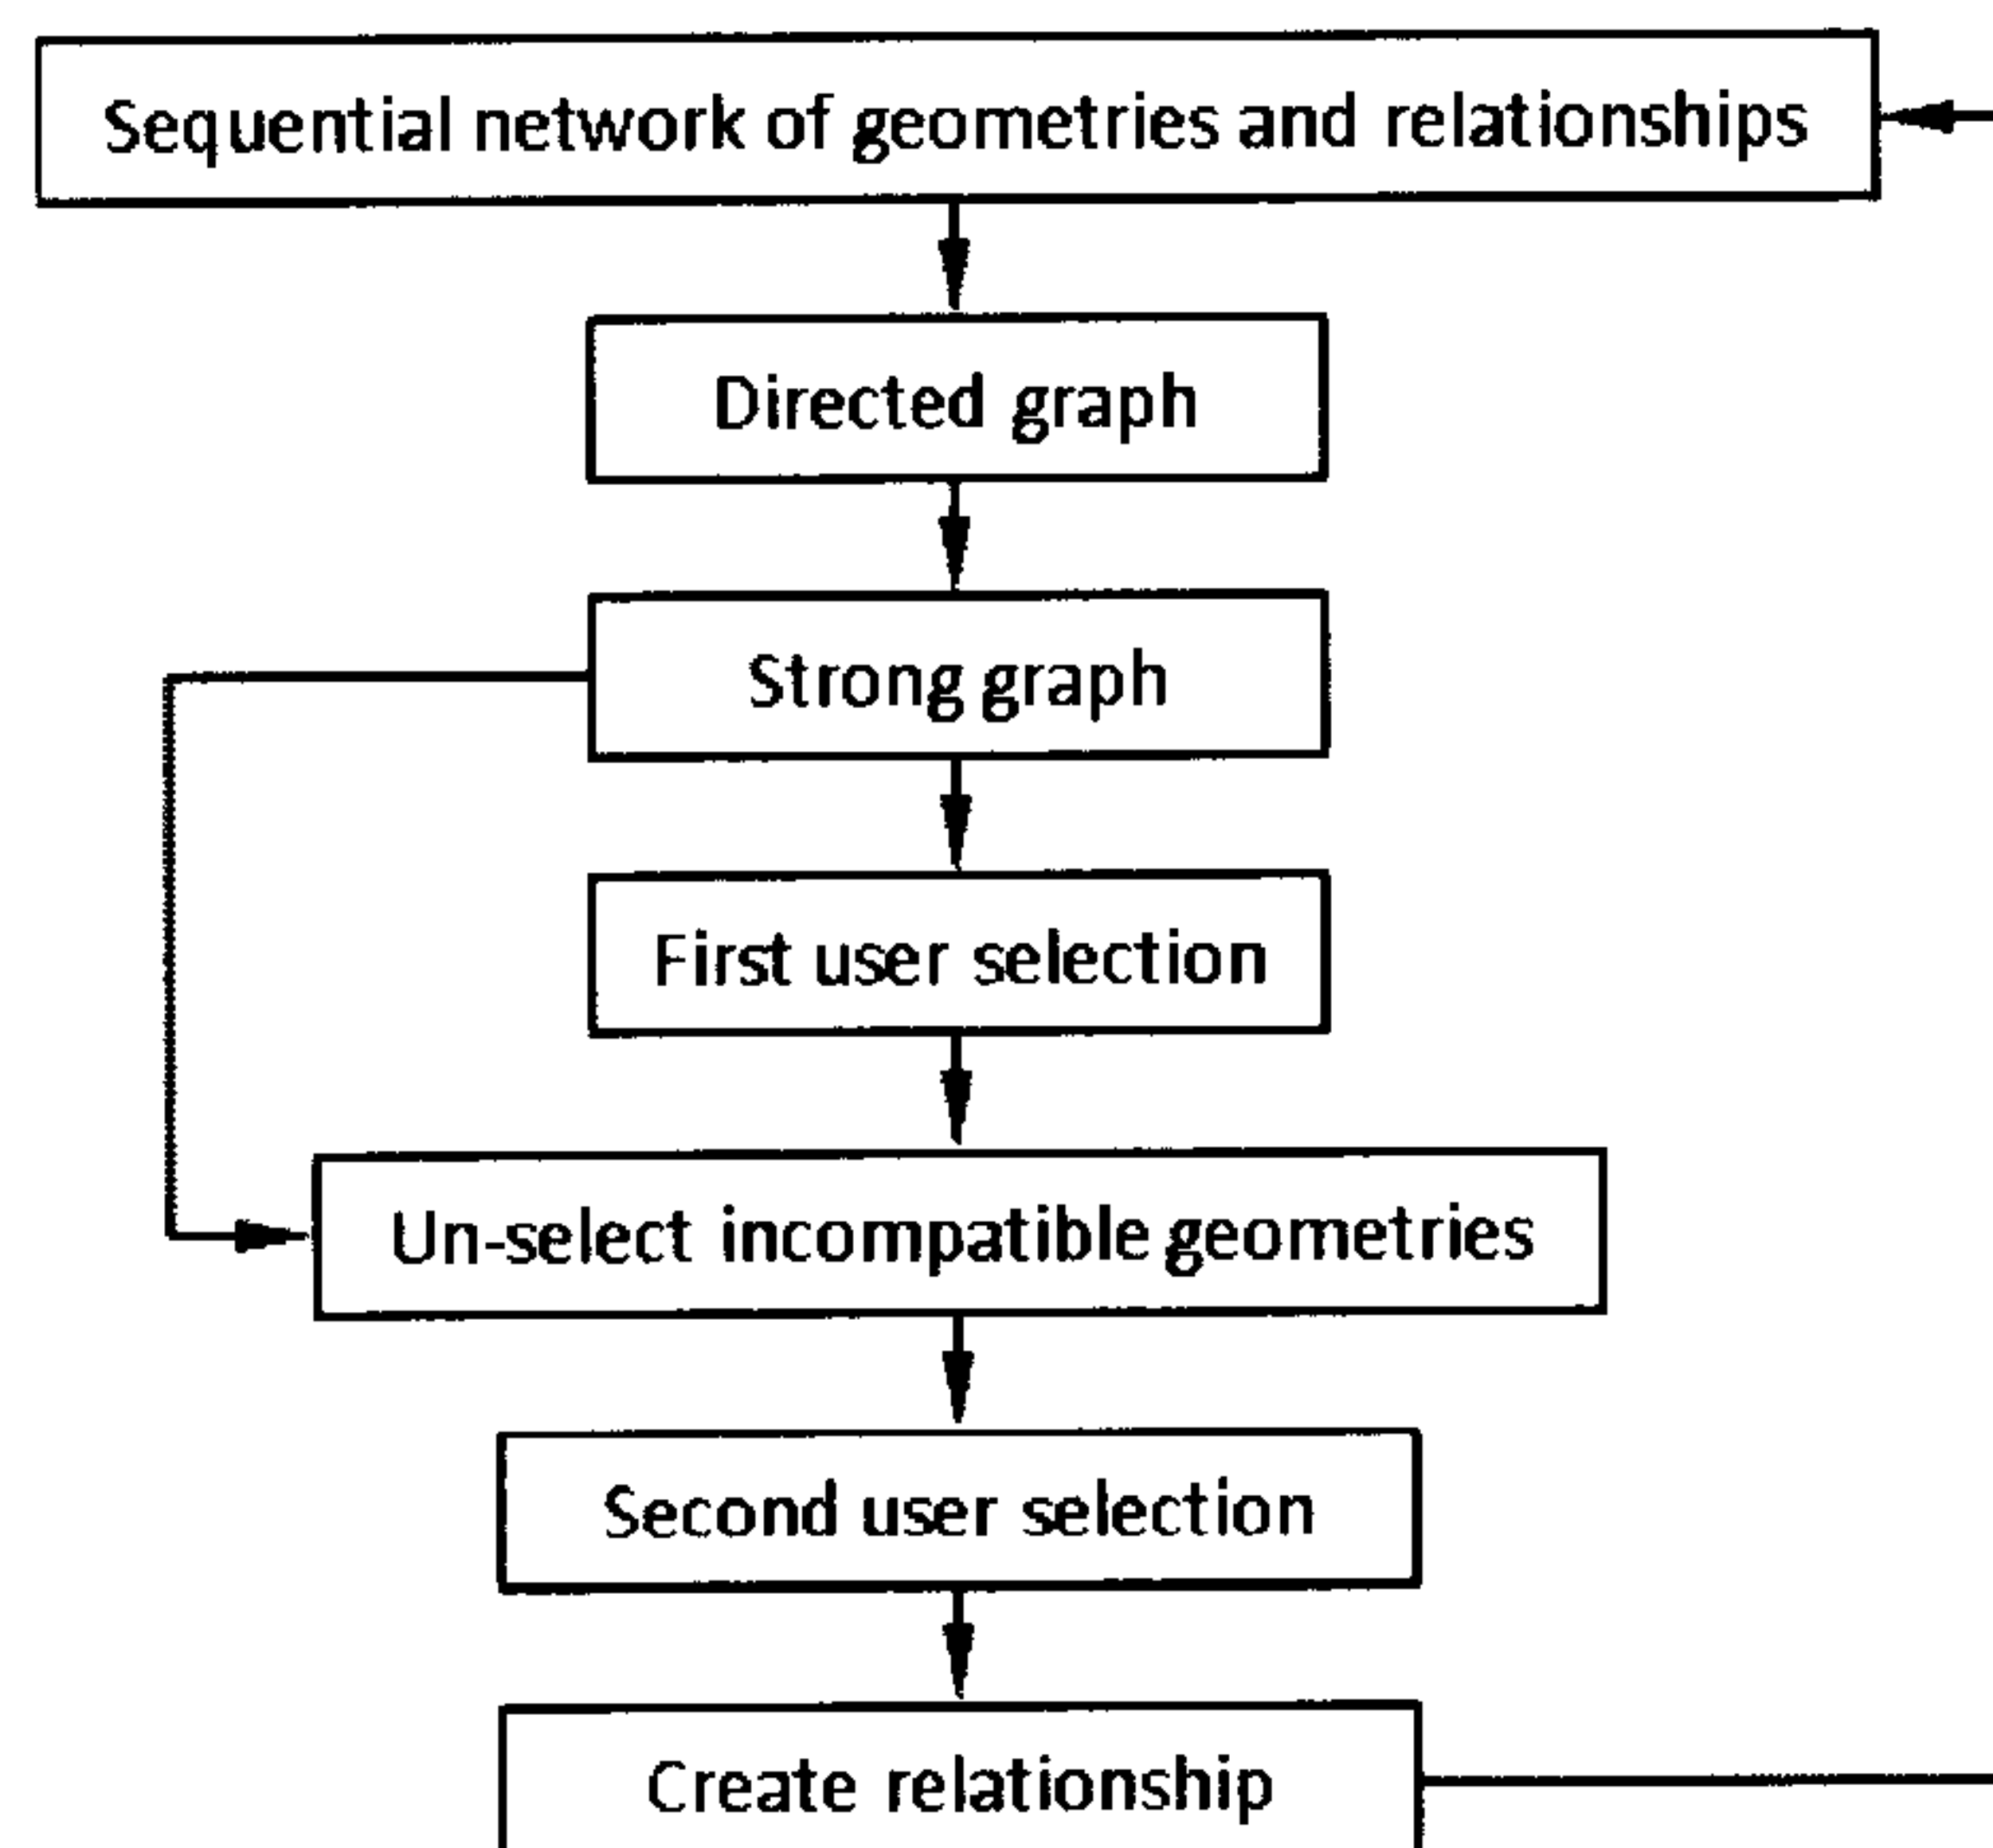 Sequential network of geometries and relationships
Directed graph
Strong graph
First user selection
Un-select incompatible geometries
Second user selection
Create relationship